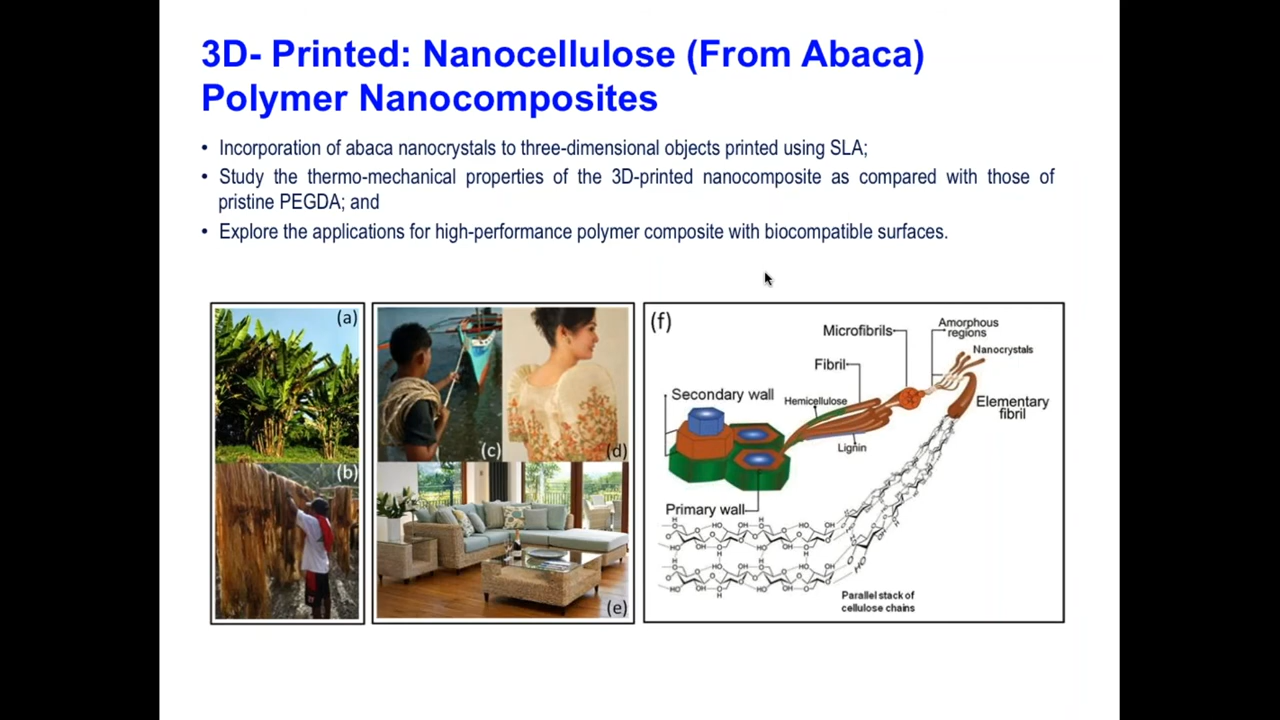 3D- Printed: Nanocellulose (From Abaca)
Polymer Nanocomposites
• Incorporation of abaca nanocrystals to three-dimensional objects printed using SLA;
• Study the thermo-mechanical properties of the 3D-printed nanocomposite as compared with those of
pristine PEGDA; and
• Explore the applications for high-performance polymer composite with biocompatible surfaces.
(a)
(b)
(c)
(d)
(e)
(f)
Microfibrils
Amorphous
regions
Nanocrystals
Fibril
Secondary wall
Hemicellulose
Elementary
fibril
Lignin
Primary wall
Parallel stack of
cellulose chains